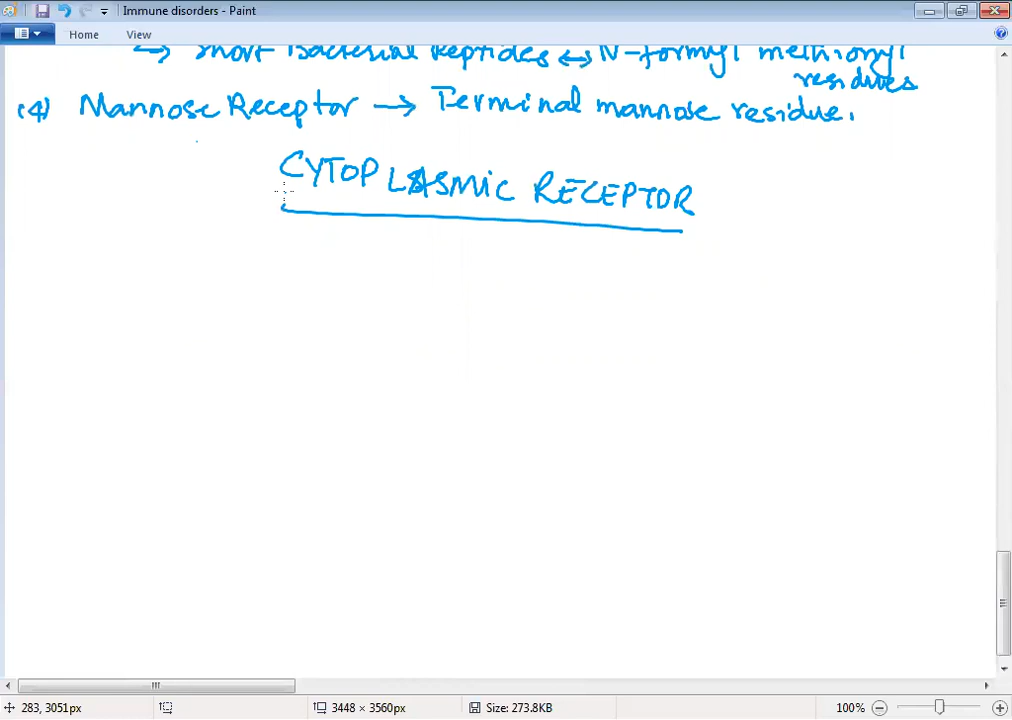 Immune disorders - Paint
Home View
↳ Short Bacterial Peptides ↔ N-formyl methionyl
residues
(4) Mannose Receptor → Terminal mannose residue.
CYTOPLASMIC RECEPTOR
283, 3051px 3448 × 3560px Size: 273.8KB 100%